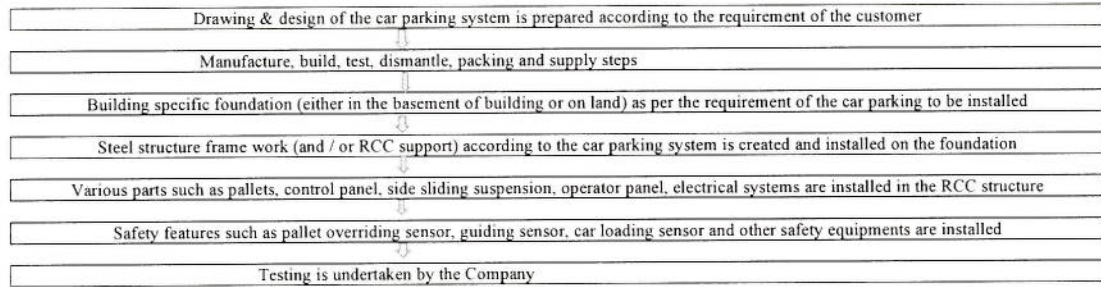 Drawing & design of the car parking system is prepared according to the requirement of the customer
Manufacture, build, test, dismantle, packing and supply steps
Building specific foundation (either in the basement of building or on land) as per the requirement of the car parking to be installed
Steel structure frame work (and / or RCC support) according to the car parking system is created and installed on the foundation
Various parts such as pallets, control panel, side sliding suspension, operator panel, electrical systems are installed in the RCC structure
Safety features such as pallet overriding sensor, guiding sensor, car loading sensor and other safety equipments are installed
Testing is undertaken by the Company